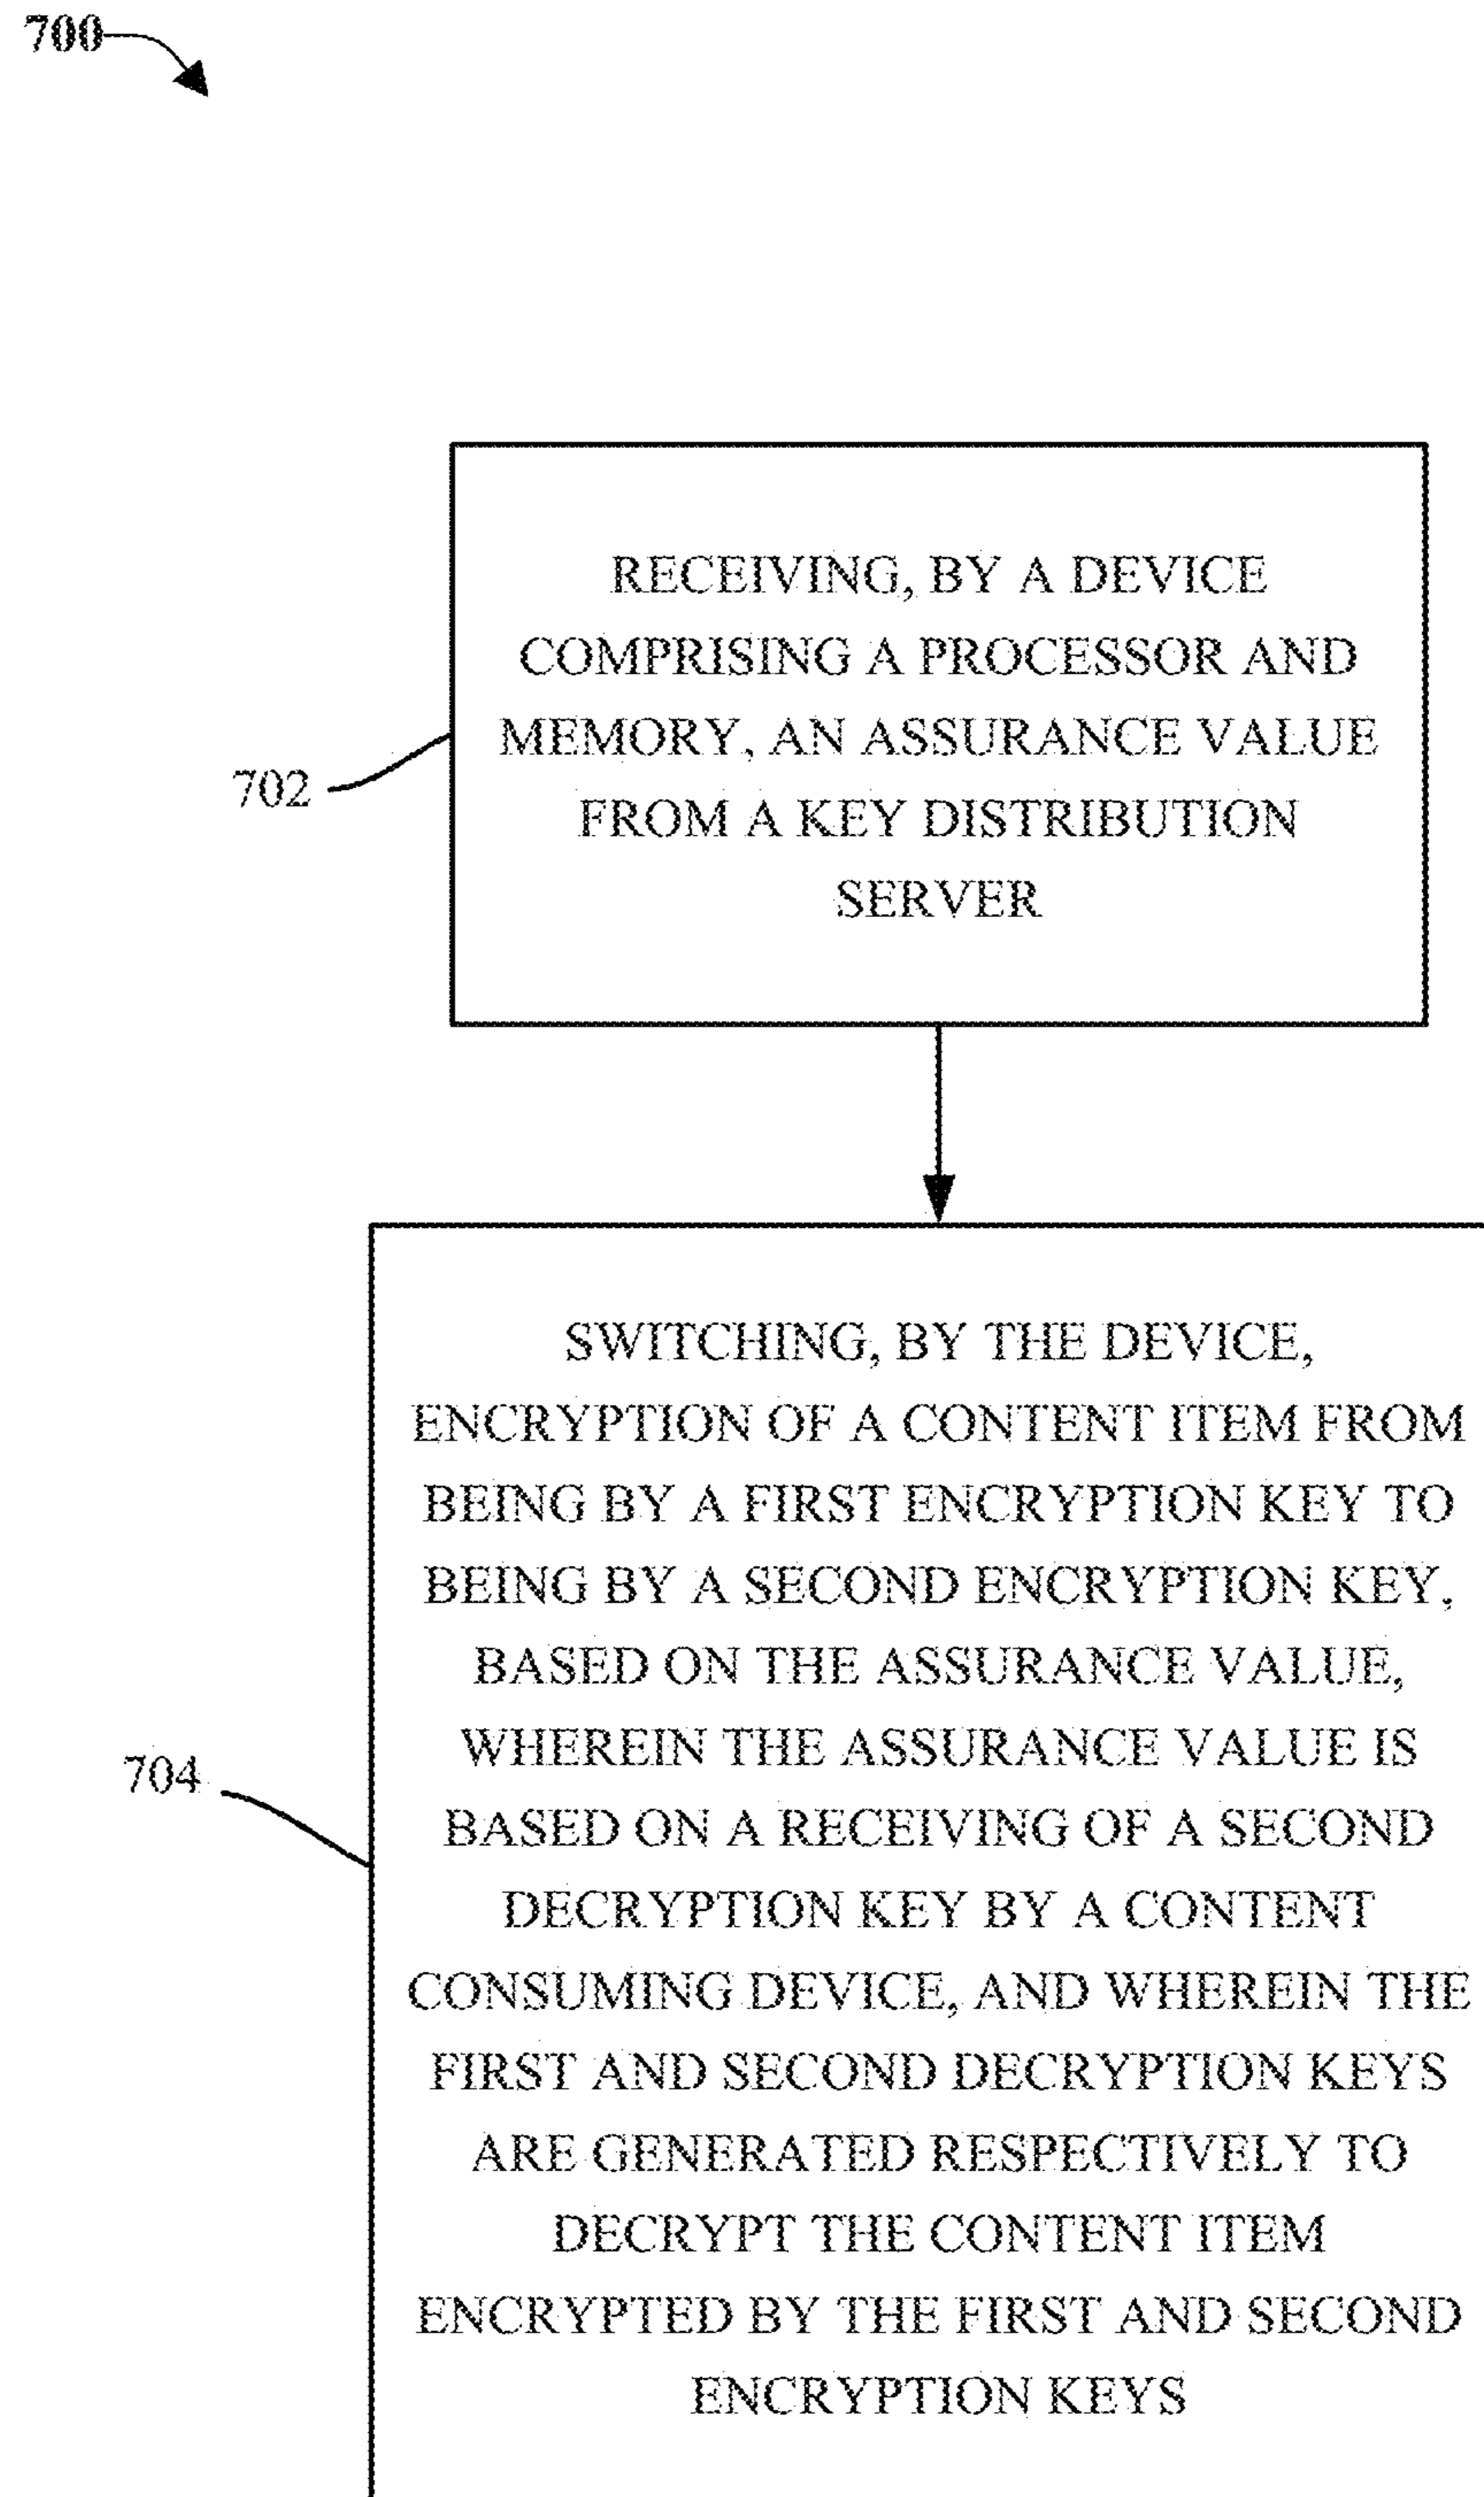 700
RECEIVING, BY A DEVICE
COMPRISING A PROCESSOR AND
MEMORY, AN ASSURANCE VALUE
FROM A KEY DISTRIBUTION
SERVER
702
SWITCHING, BY THE DEVICE,
ENCRYPTION OF A CONTENT ITEM FROM
BEING BY A FIRST ENCRYPTION KEY TO
BEING BY A SECOND ENCRYPTION KEY,
BASED ON THE ASSURANCE VALUE,
WHEREIN THE ASSURANCE VALUE IS
BASED ON A RECEIVING OF A SECOND
DECRYPTION KEY BY A CONTENT
CONSUMING DEVICE, AND WHEREIN THE
FIRST AND SECOND DECRYPTION KEYS
ARE GENERATED RESPECTIVELY TO
DECRYPT THE CONTENT ITEM
ENCRYPTED BY THE FIRST AND SECOND
ENCRYPTION KEYS
704